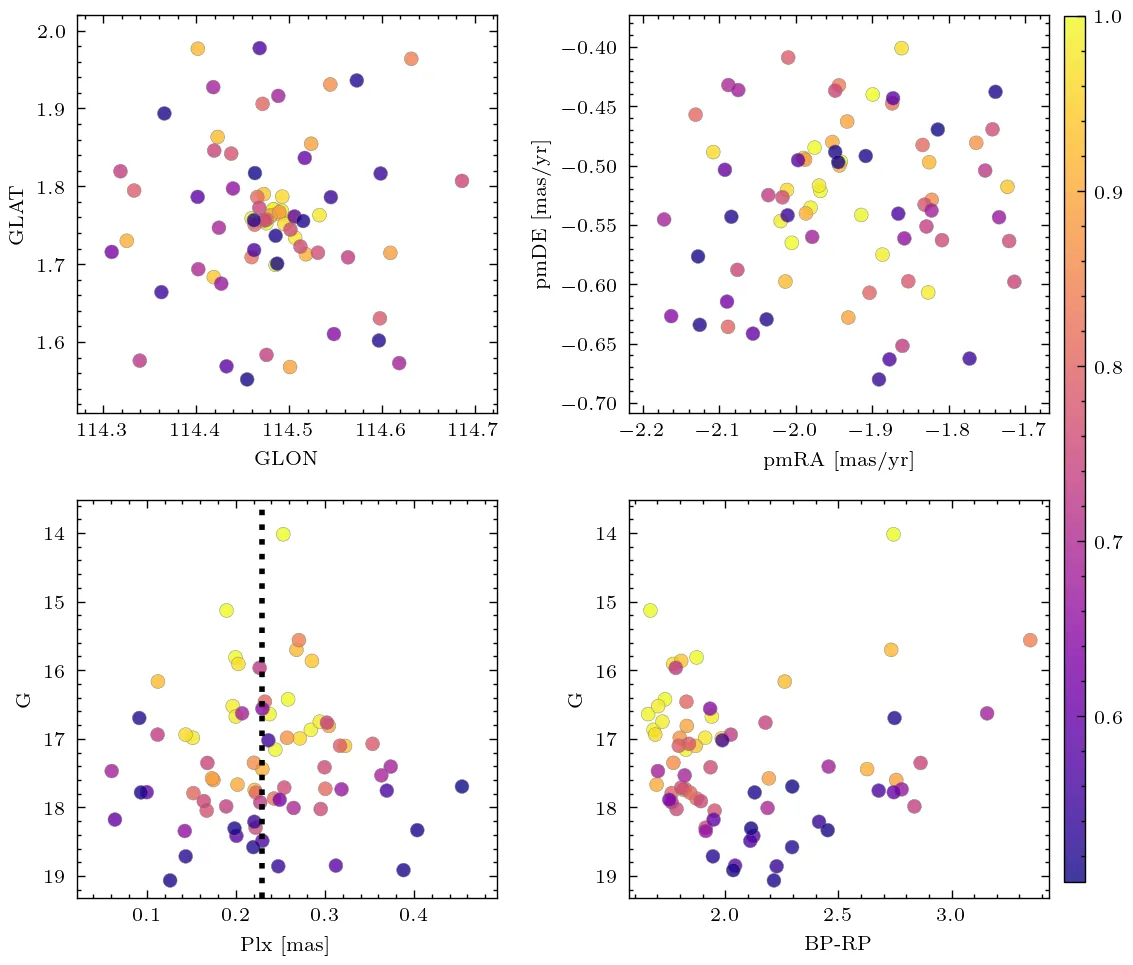 2.0
1.9
1.8
1.7
1.6
GLAT
114.3 114.4 114.5 114.6 114.7
GLON
−0.40
−0.45
−0.50
−0.55
−0.60
−0.65
−0.70
pmDE [mas/yr]
−2.2 −2.1 −2.0 −1.9 −1.8 −1.7
pmRA [mas/yr]
1.0
0.9
0.8
0.7
0.6
14
15
16
17
18
19
G
0.1 0.2 0.3 0.4
Plx [mas]
14
15
16
17
18
19
G
2.0 2.5 3.0
BP-RP